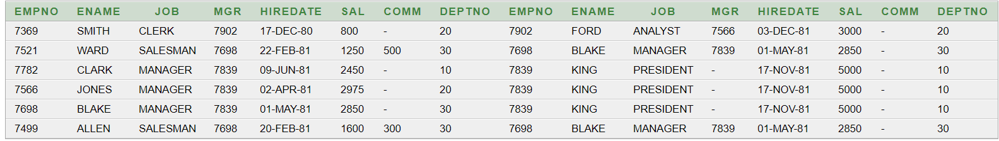 EMPNO ENAME JOB MGR HIREDATE SAL COMM DEPTNO EMPNO ENAME JOB MGR HIREDATE SAL COMM DEPTNO
7369 SMITH CLERK 7902 17-DEC-80 800 - 20 7902 FORD ANALYST 7566 03-DEC-81 3000 - 20
7521 WARD SALESMAN 7698 22-FEB-81 1250 500 30 7698 BLAKE MANAGER 7839 01-MAY-81 2850 - 30
7782 CLARK MANAGER 7839 09-JUN-81 2450 - 10 7839 KING PRESIDENT - 17-NOV-81 5000 - 10
7566 JONES MANAGER 7839 02-APR-81 2975 - 20 7839 KING PRESIDENT - 17-NOV-81 5000 - 10
7698 BLAKE MANAGER 7839 01-MAY-81 2850 - 30 7839 KING PRESIDENT - 17-NOV-81 5000 - 10
7499 ALLEN SALESMAN 7698 20-FEB-81 1600 300 30 7698 BLAKE MANAGER 7839 01-MAY-81 2850 - 30